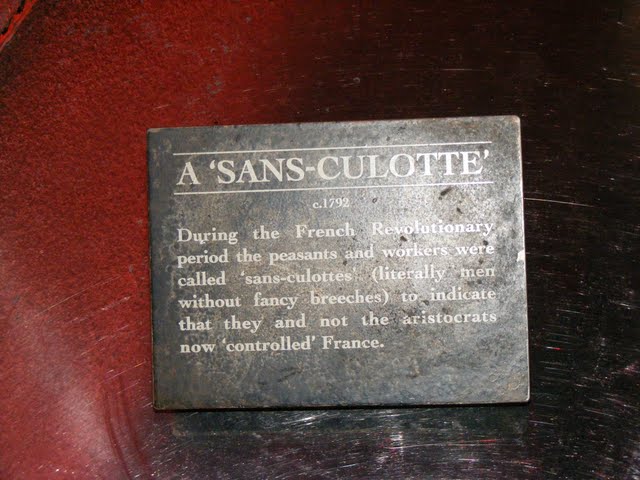 A ‘SANS-CULOTTE’
c.1792
During the French Revolutionary
period the peasants and workers were
called ‘sans-culottes’ (literally men
without fancy breeches) to indicate
that they and not the aristocrats
now ‘controlled’ France.